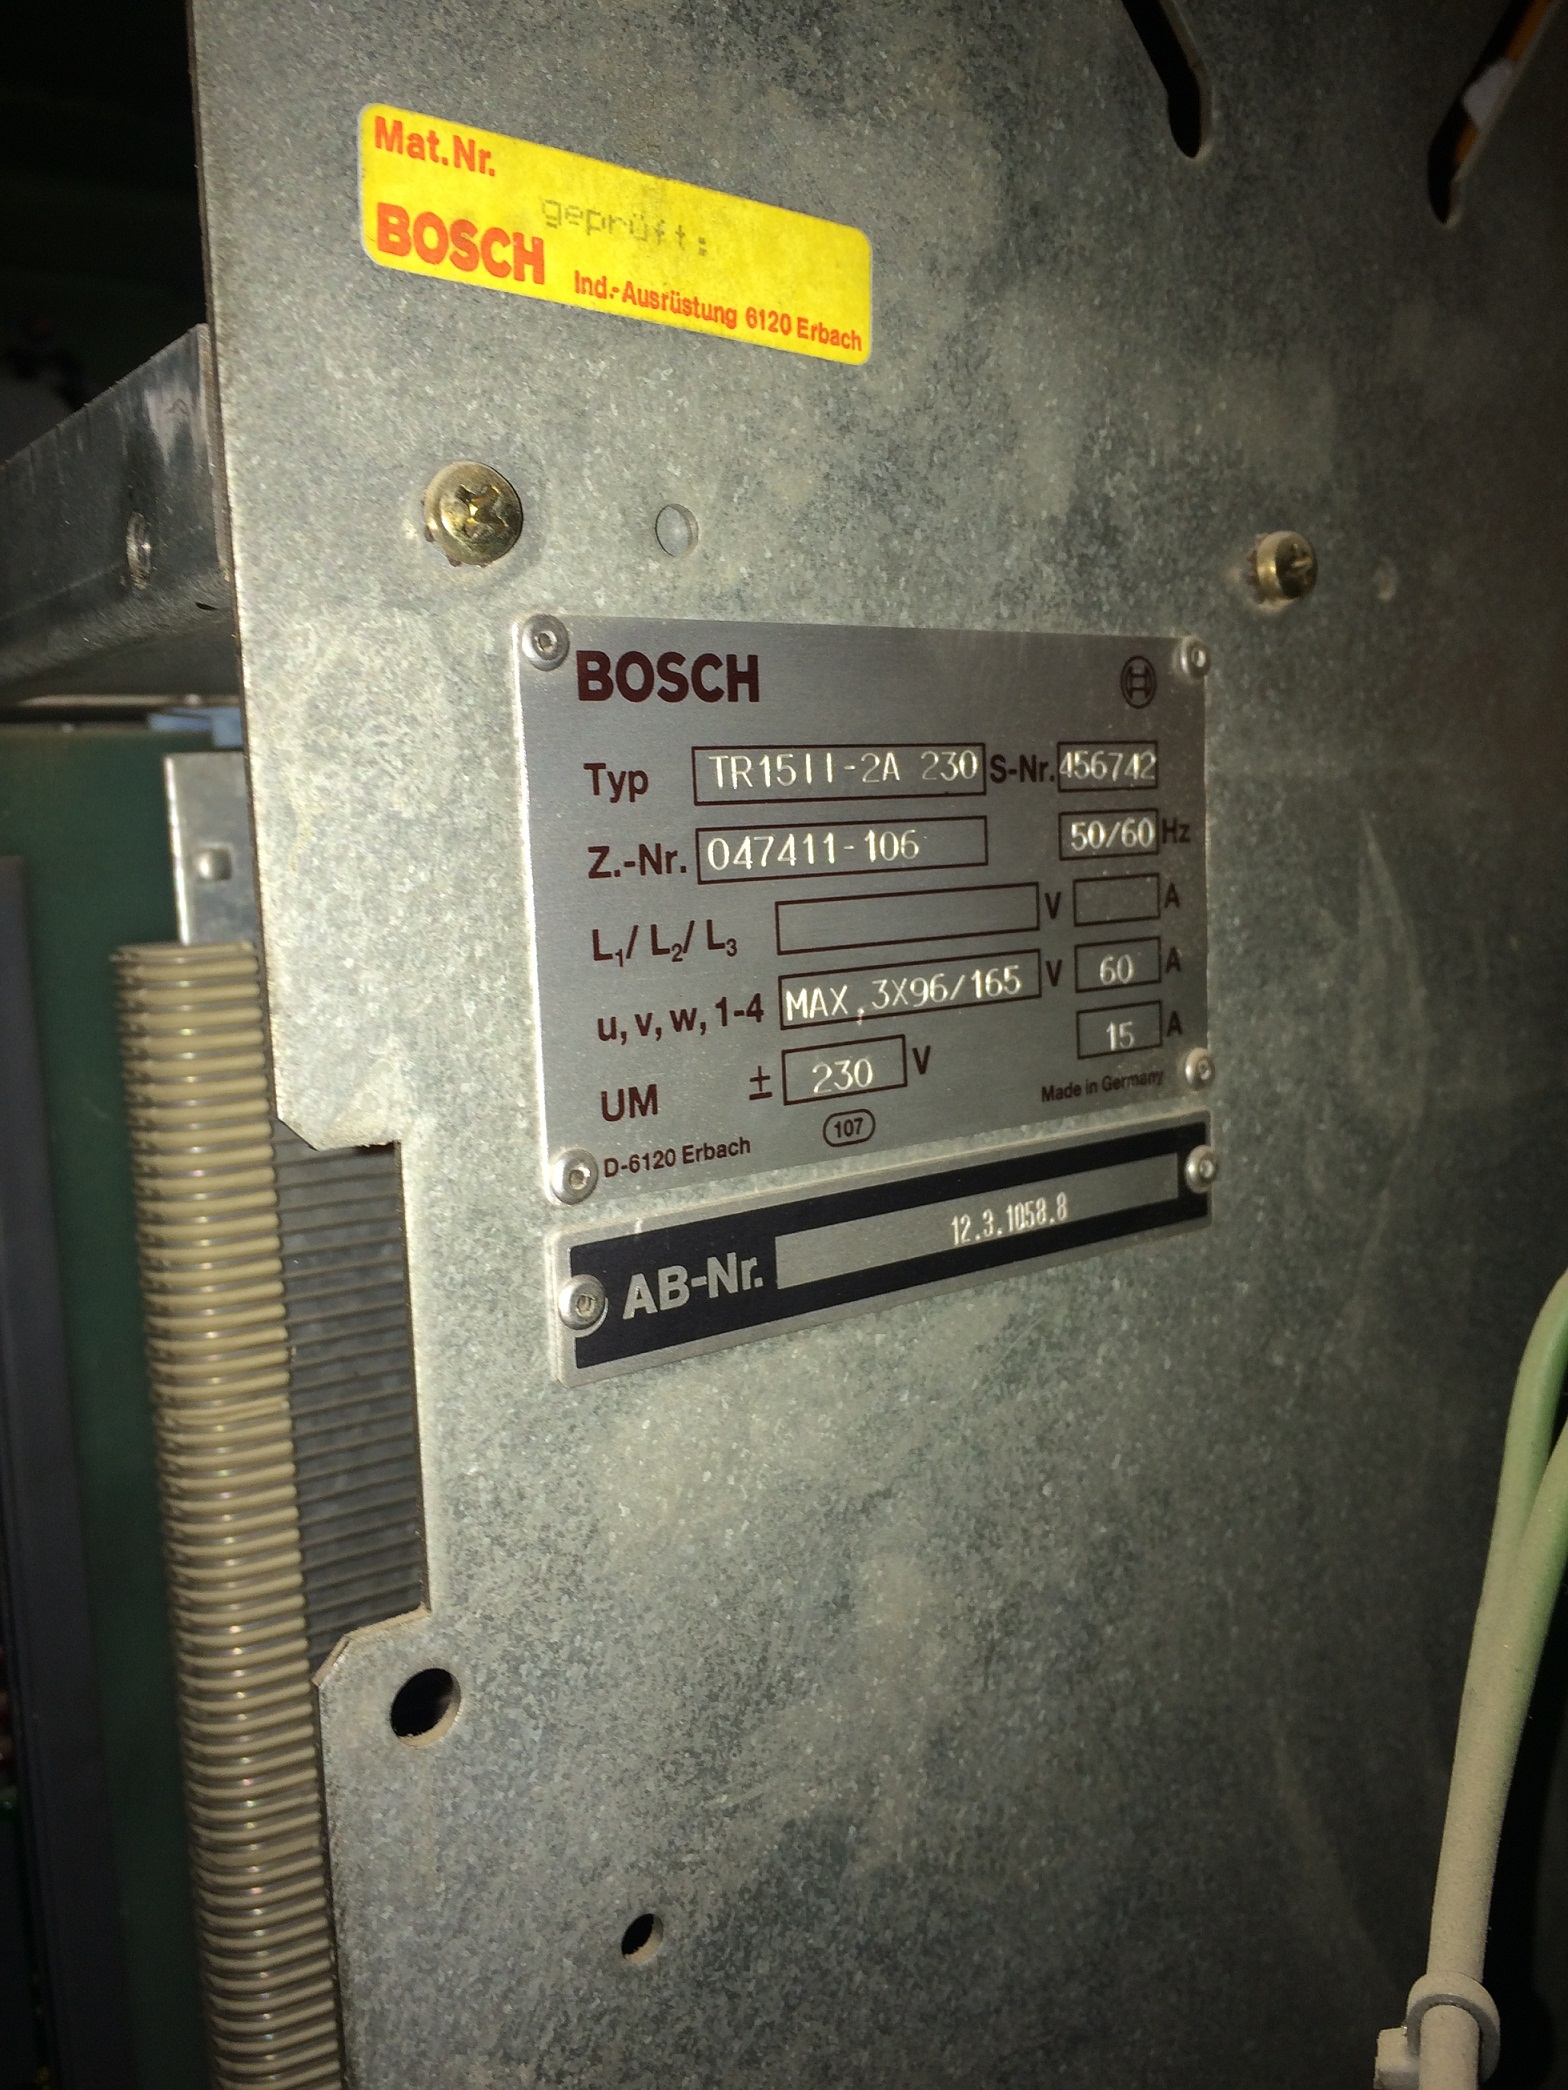 Mat.Nr.
geprüft:
BOSCH Ind.-Ausrüstung 6120 Erbach
BOSCH
Typ TR15II-2A 230 S-Nr. 456742
Z.-Nr. 047411-106 50/60 Hz
L1/ L2/ L3 V A
u, v, w, 1-4 MAX, 3X96/165 V 60 A
UM ± 230 V 15 A
D-6120 Erbach 107 Made in Germany
AB-Nr. 12.3.1058.8